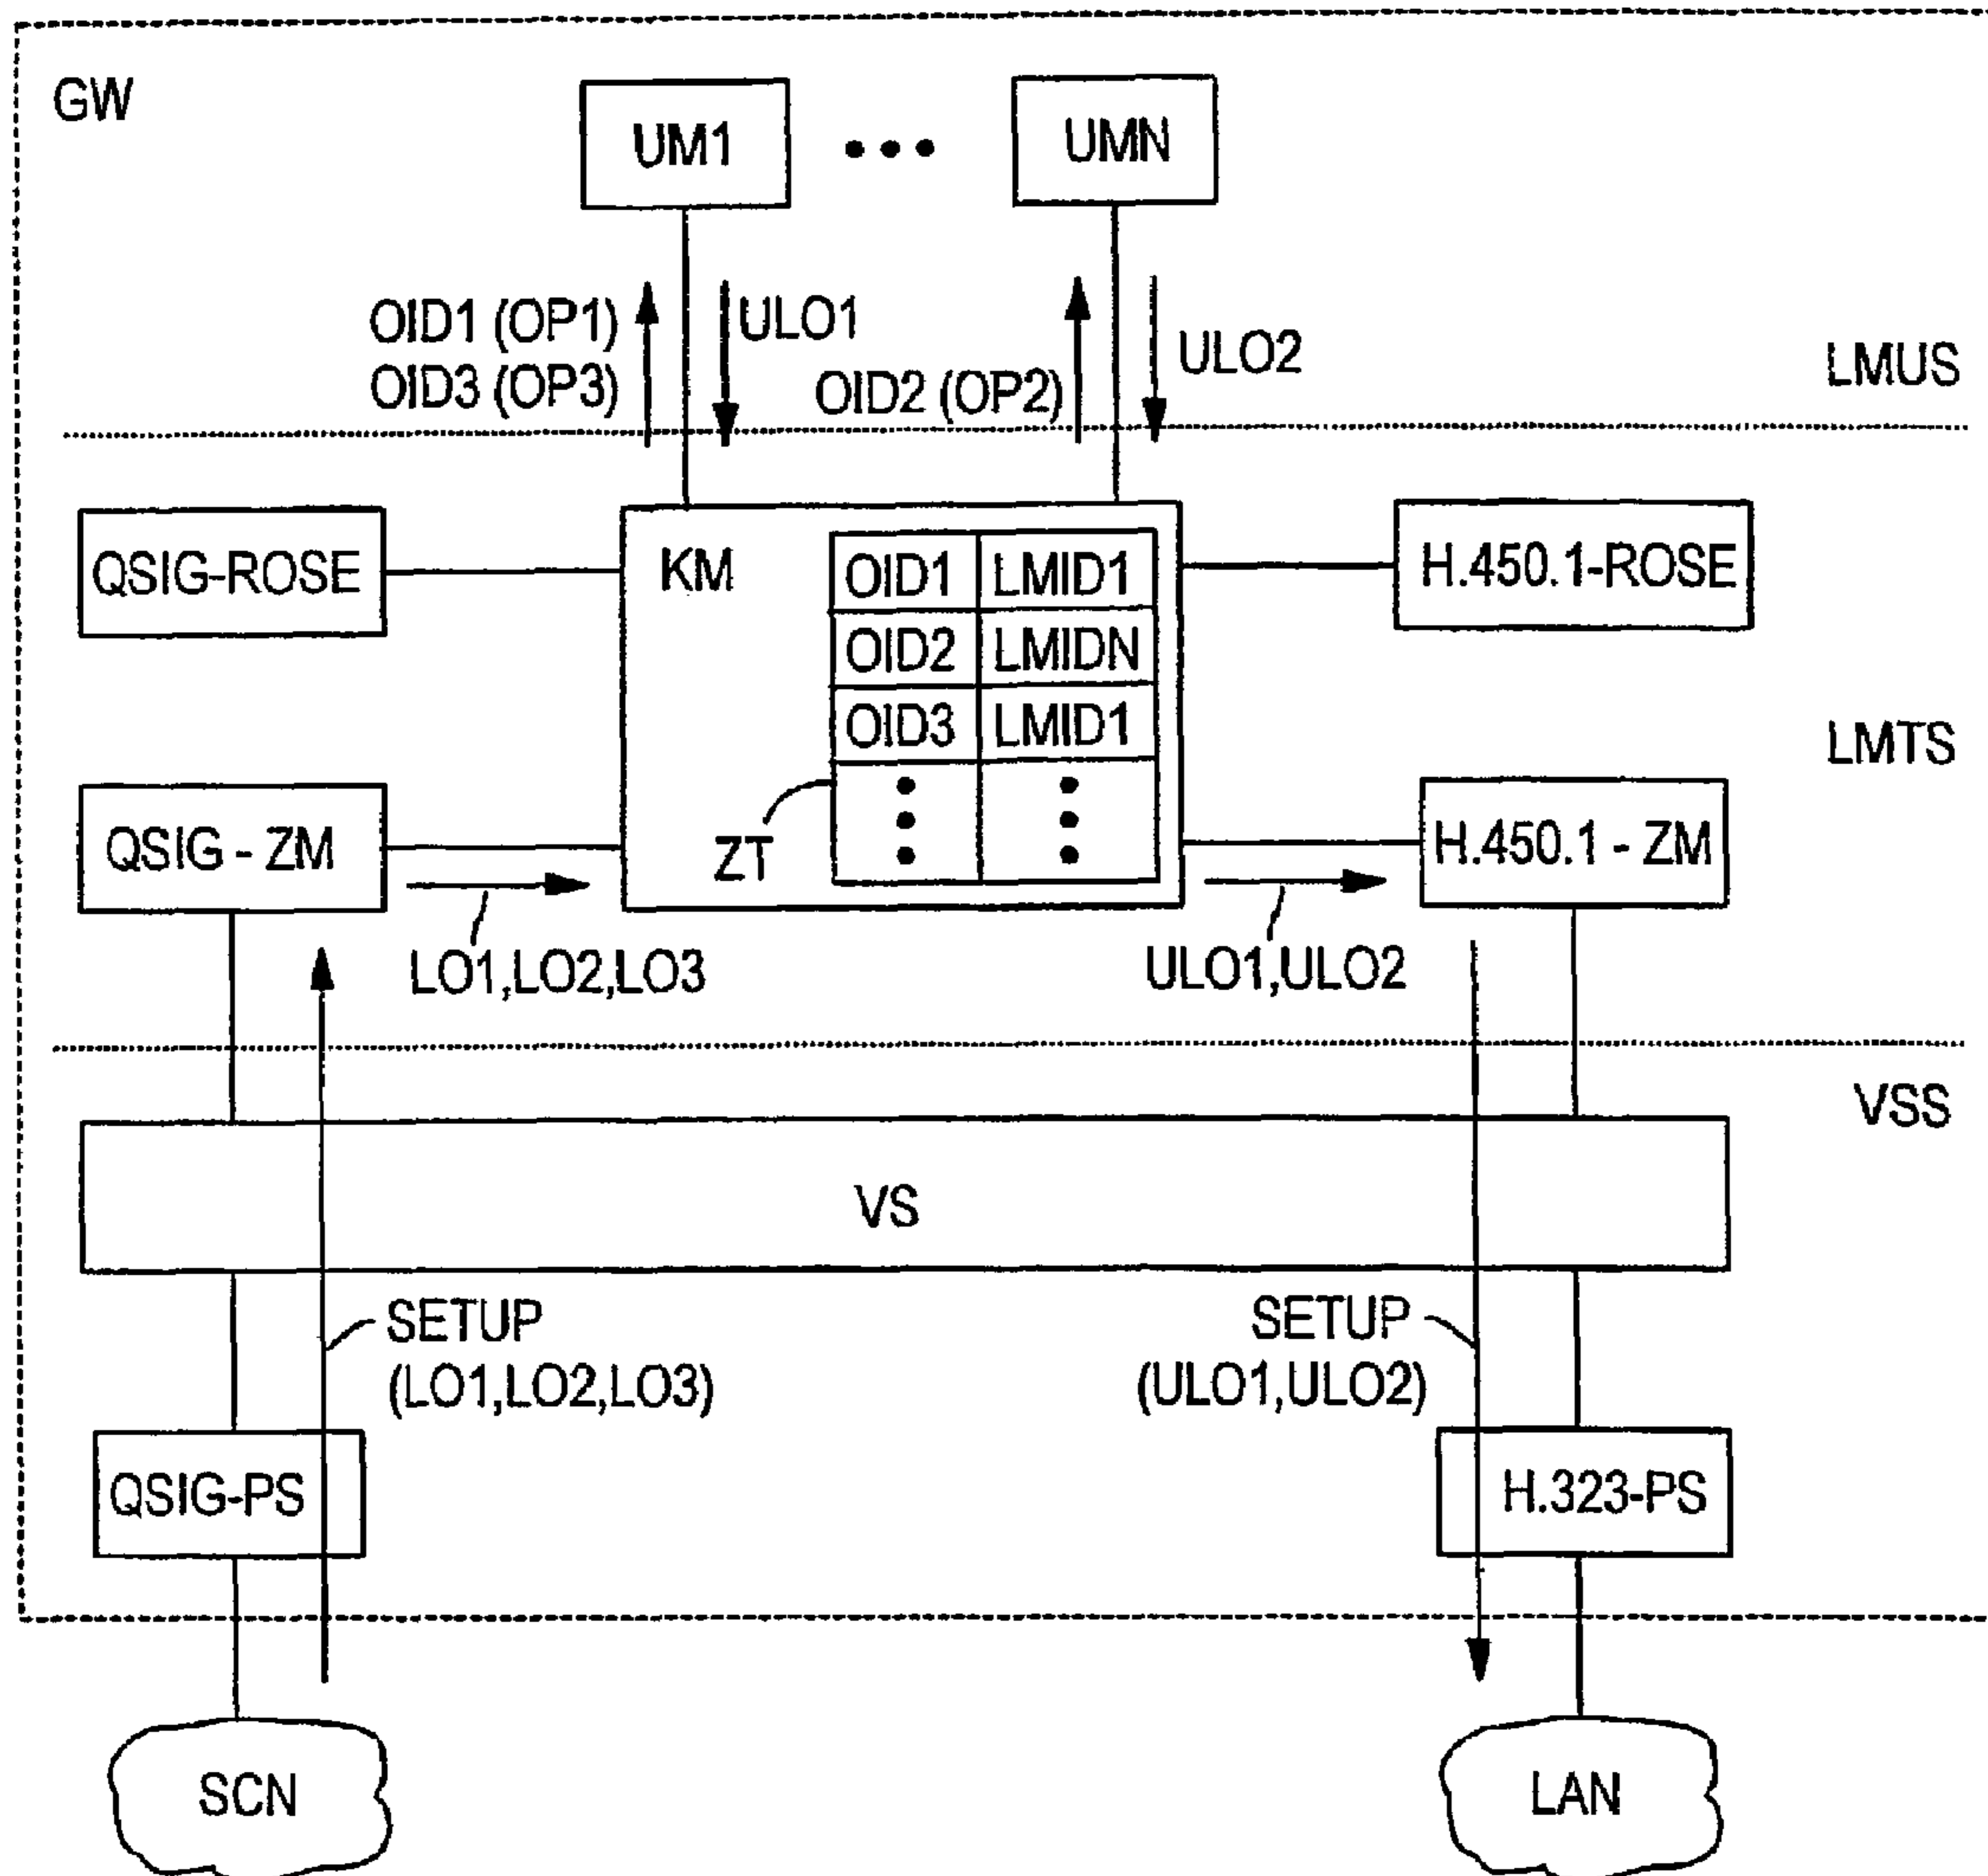 GW
UM1
UMN
OID1 (OP1)
OID3 (OP3)
ULO1
OID2 (OP2)
ULO2
LMUS
QSIG-ROSE
KM
OID1 LMID1
OID2 LMIDN
OID3 LMID1
ZT
H.450.1-ROSE
LMTS
QSIG - ZM
H.450.1 - ZM
LO1,LO2,LO3
ULO1,ULO2
VSS
VS
SETUP
(LO1,LO2,LO3)
SETUP
(ULO1,ULO2)
QSIG-PS
H.323-PS
SCN
LAN